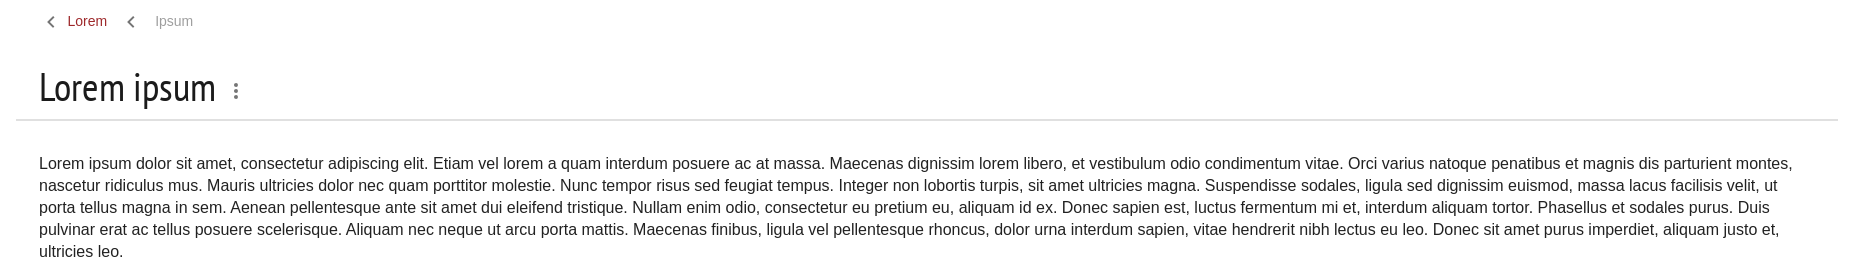 Lorem Ipsum
Lorem ipsum
Lorem ipsum dolor sit amet, consectetur adipiscing elit. Etiam vel lorem a quam interdum posuere ac at massa. Maecenas dignissim lorem libero, et vestibulum odio condimentum vitae. Orci varius natoque penatibus et magnis dis parturient montes,
nascetur ridiculus mus. Mauris ultricies dolor nec quam porttitor molestie. Nunc tempor risus sed feugiat tempus. Integer non lobortis turpis, sit amet ultricies magna. Suspendisse sodales, ligula sed dignissim euismod, massa lacus facilisis velit, ut
porta tellus magna in sem. Aenean pellentesque ante sit amet dui eleifend tristique. Nullam enim odio, consectetur eu pretium eu, aliquam id ex. Donec sapien est, luctus fermentum mi et, interdum aliquam tortor. Phasellus et sodales purus. Duis
pulvinar erat ac tellus posuere scelerisque. Aliquam nec neque ut arcu porta mattis. Maecenas finibus, ligula vel pellentesque rhoncus, dolor urna interdum sapien, vitae hendrerit nibh lectus eu leo. Donec sit amet purus imperdiet, aliquam justo et,
ultricies leo.